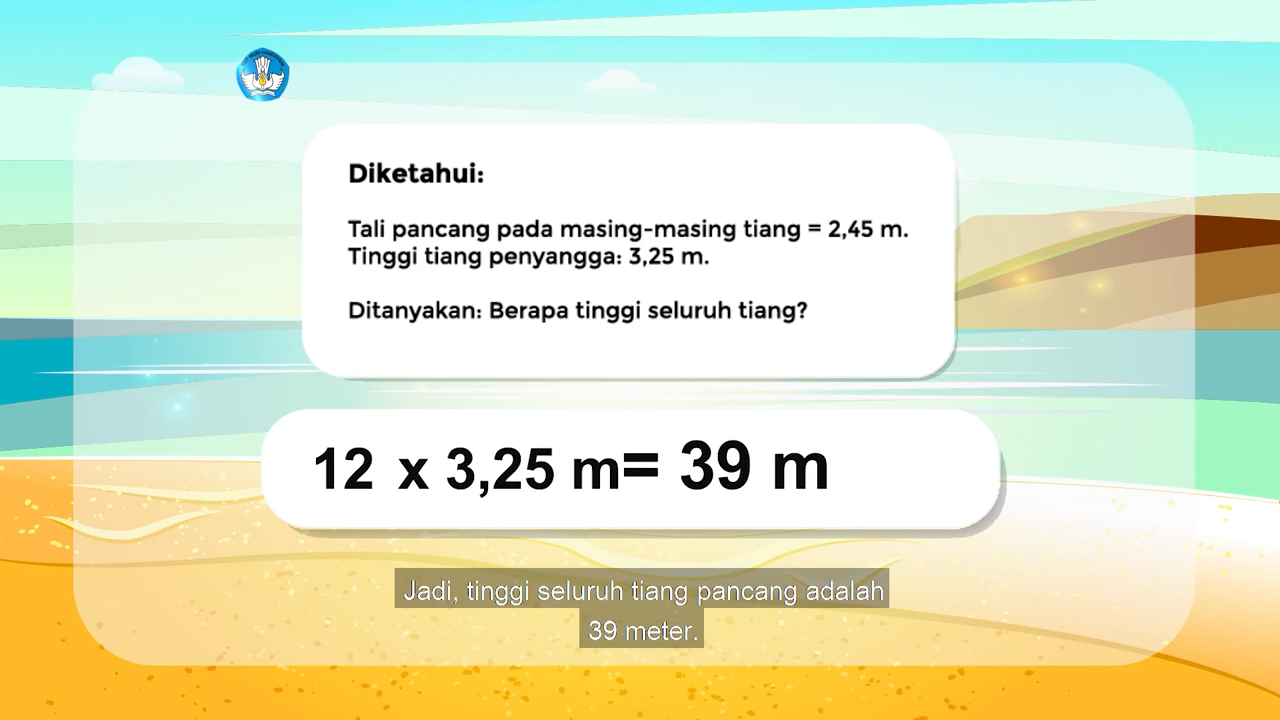 Diketahui:
Tali pancang pada masing-masing tiang = 2,45 m.
Tinggi tiang penyangga: 3,25 m.
Ditanyakan: Berapa tinggi seluruh tiang?
12 x 3,25 m= 39 m
Jadi, tinggi seluruh tiang pancang adalah
39 meter.